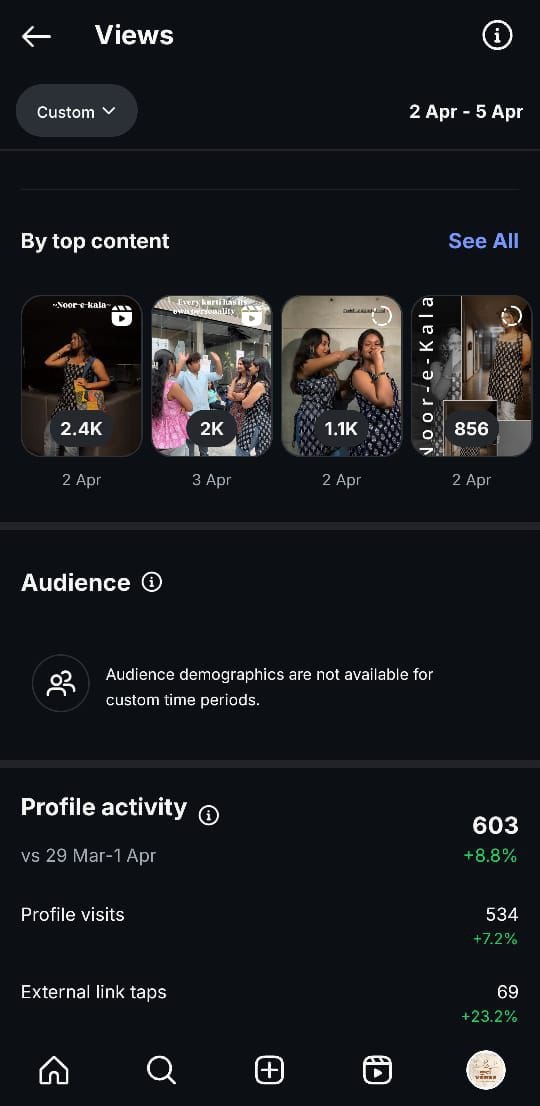 Views
Custom
2 Apr - 5 Apr
By top content
See All
~Noor-e-kala~
Every kurti has its
own personality
Noor-e-Kala
2.4K
2K
1.1K
856
2 Apr
3 Apr
2 Apr
2 Apr
Audience
Audience demographics are not available for
custom time periods.
Profile activity
603
vs 29 Mar-1 Apr
+8.8%
Profile visits
534
+7.2%
External link taps
69
+23.2%